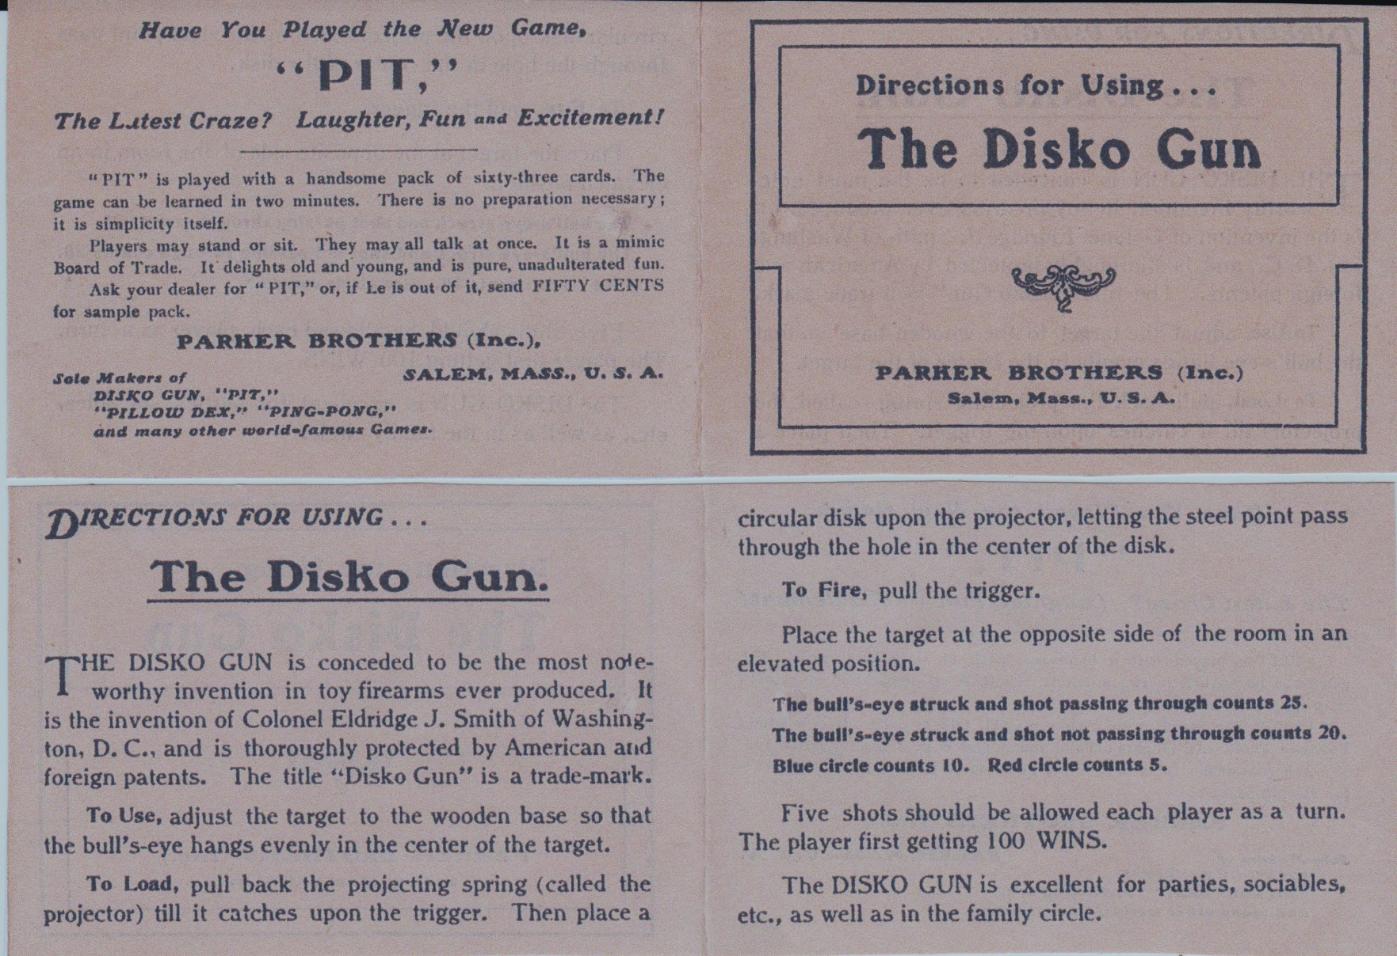 Have You Played the New Game,
“PIT,”
The Latest Craze? Laughter, Fun and Excitement!
“PIT” is played with a handsome pack of sixty-three cards. The
game can be learned in two minutes. There is no preparation necessary;
it is simplicity itself.
Players may stand or sit. They may all talk at once. It is a mimic
Board of Trade. It delights old and young, and is pure, unadulterated fun.
Ask your dealer for “PIT,” or, if he is out of it, send FIFTY CENTS
for sample pack.
PARKER BROTHERS (Inc.),
SALEM, MASS., U. S. A.
Sole Makers of
DISKO GUN, “PIT,”
“PILLOW DEX,” “PING-PONG,”
and many other world-famous Games.
Directions for Using...
The Disko Gun
PARKER BROTHERS (Inc.)
Salem, Mass., U. S. A.
DIRECTIONS FOR USING...
The Disko Gun.
THE DISKO GUN is conceded to be the most note-
worthy invention in toy firearms ever produced. It
is the invention of Colonel Eldridge J. Smith of Washing-
ton, D. C., and is thoroughly protected by American and
foreign patents. The title “Disko Gun” is a trade-mark.
To Use, adjust the target to the wooden base so that
the bull's-eye hangs evenly in the center of the target.
To Load, pull back the projecting spring (called the
projector) till it catches upon the trigger. Then place a
circular disk upon the projector, letting the steel point pass
through the hole in the center of the disk.
To Fire, pull the trigger.
Place the target at the opposite side of the room in an
elevated position.
The bull's-eye struck and shot passing through counts 25.
The bull's-eye struck and shot not passing through counts 20.
Blue circle counts 10. Red circle counts 5.
Five shots should be allowed each player as a turn.
The player first getting 100 WINS.
The DISKO GUN is excellent for parties, sociables,
etc., as well as in the family circle.